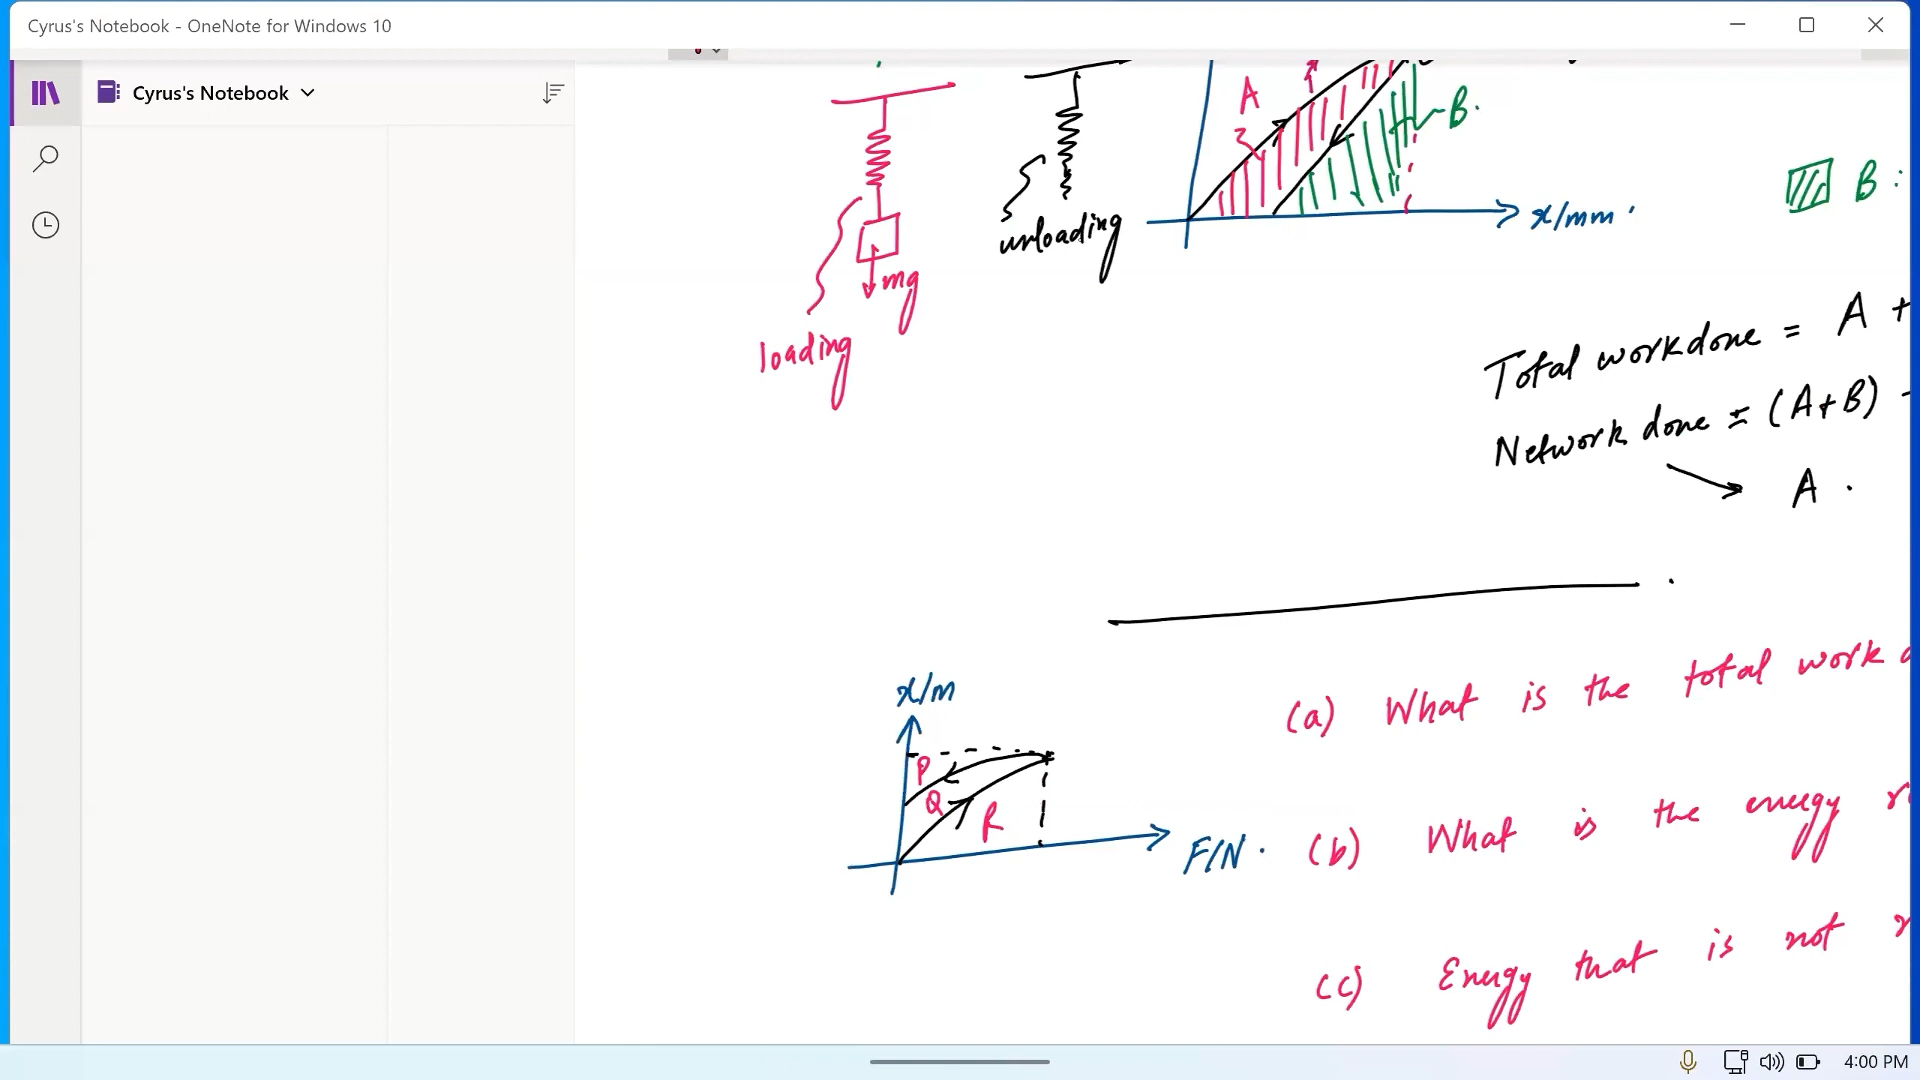 Cyrus's Notebook - OneNote for Windows 10
Cyrus's Notebook
A
B.
x/mm.
unloading
mg
loading
B:
Total workdone = A +
Network done = (A+B) -
A.
x/m
P
Q
R
F/N.
(a) What is the total work
(b) What is the energy
(c) Energy that is not
4:00 PM